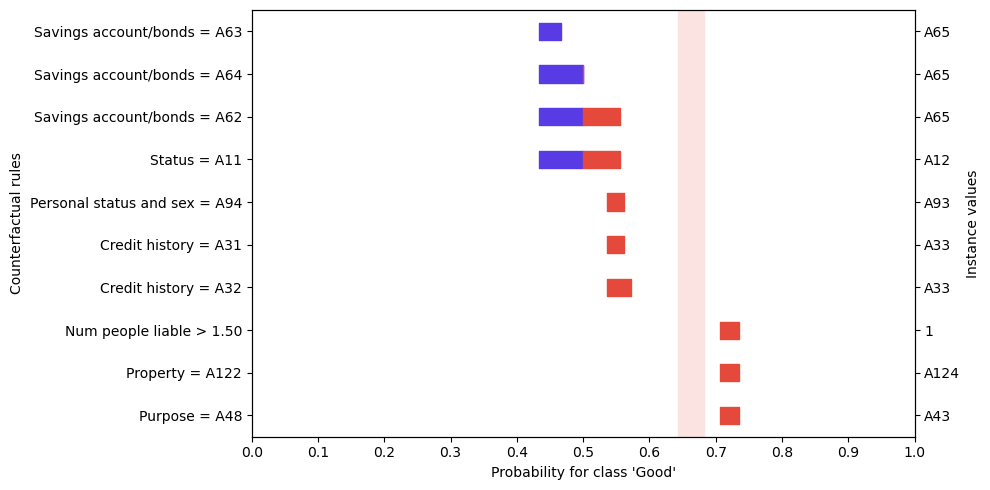 Savings account/bonds = A63
A65
Savings account/bonds = A64
A65
Savings account/bonds = A62
A65
Status = A11
A12
Personal status and sex = A94
A93
Credit history = A31
A33
Credit history = A32
A33
Num people liable > 1.50
1
Property = A122
A124
Purpose = A48
A43
Counterfactual rules
Instance values
0.0 0.1 0.2 0.3 0.4 0.5 0.6 0.7 0.8 0.9 1.0
Probability for class 'Good'